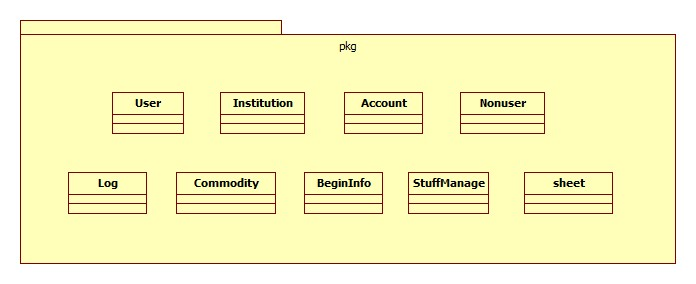 pkg
User Institution Account Nonuser
Log Commodity BeginInfo StuffManage sheet